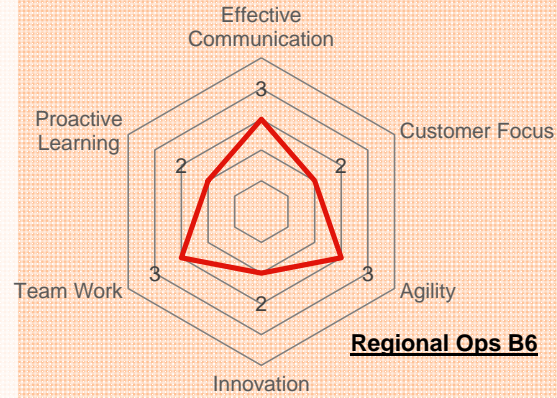 Effective
Communication
3
Proactive
Learning
Customer Focus
2
2
3
3
Team Work
Agility
2
Regional Ops B6
Innovation